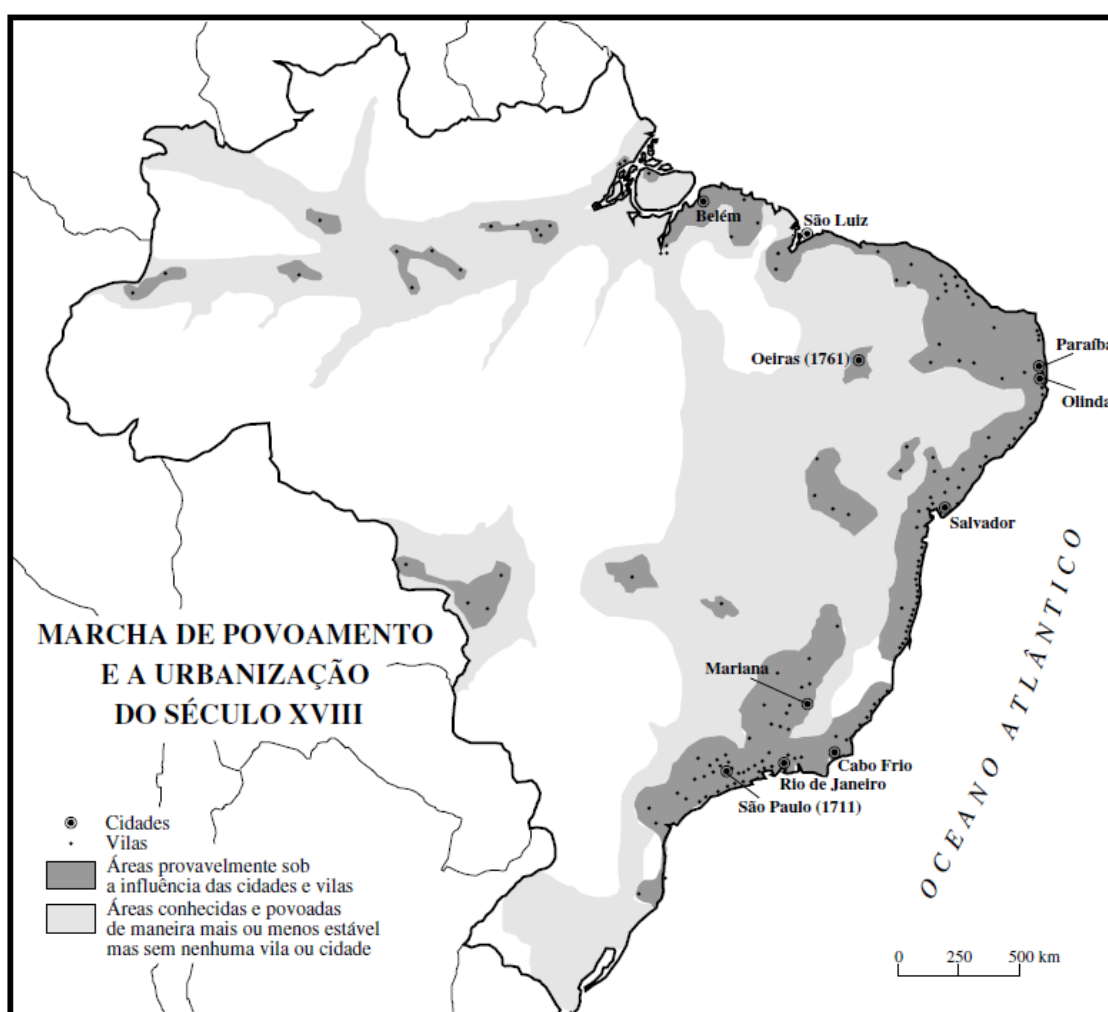 Belém
São Luiz
Oeiras (1761)
Paraíba
Olinda
Salvador
Mariana
Cabo Frio
Rio de Janeiro
São Paulo (1711)
OCEANO ATLÂNTICO
MARCHA DE POVOAMENTO
E A URBANIZAÇÃO
DO SÉCULO XVIII
Cidades
Vilas
Áreas provavelmente sob
a influência das cidades e vilas
Áreas conhecidas e povoadas
de maneira mais ou menos estável
mas sem nenhuma vila ou cidade
0 250 500 km